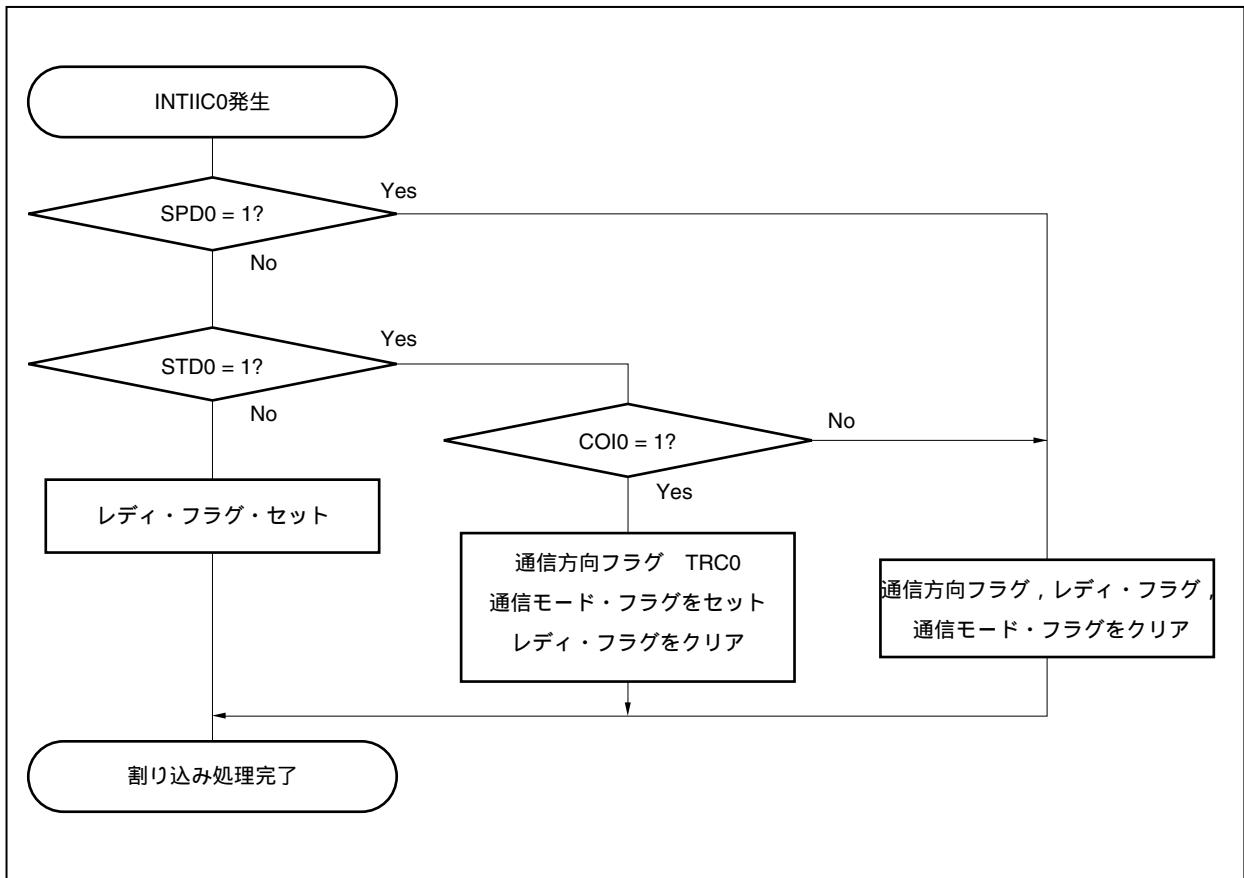 INTIIC0発生
Yes
SPD0 = 1?
No
Yes
STD0 = 1?
No
No
COI0 = 1?
Yes
レディ・フラグ・セット
通信方向フラグ　TRC0
通信モード・フラグをセット
レディ・フラグをクリア
通信方向フラグ，レディ・フラグ，
通信モード・フラグをクリア
割り込み処理完了